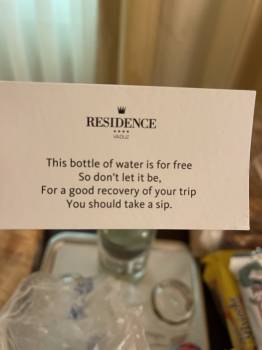 RESIDENCE
★★★★
VADUZ
This bottle of water is for free
So don't let it be,
For a good recovery of your trip
You should take a sip.